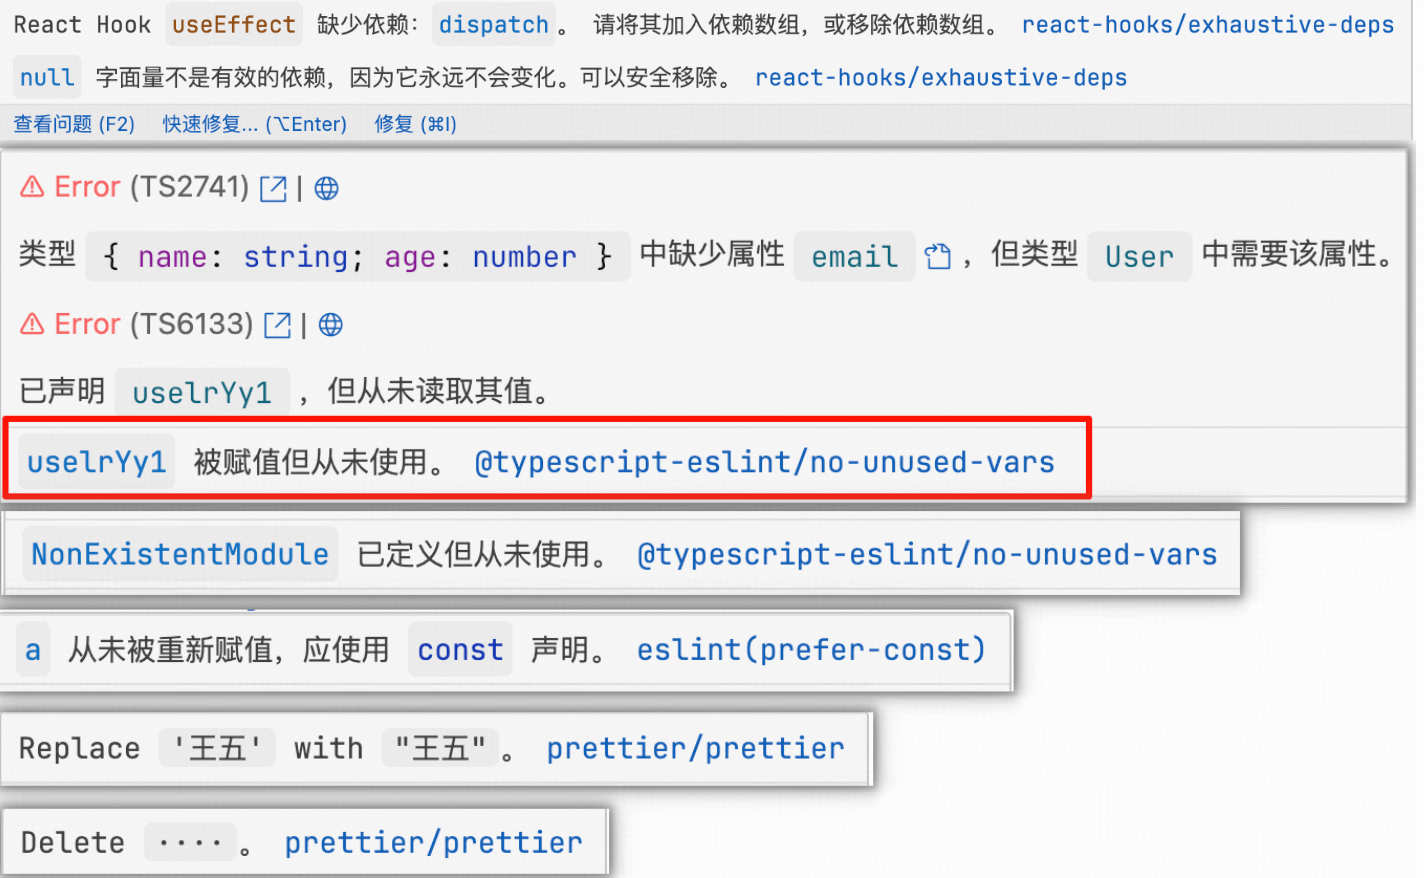 React Hook useEffect 缺少依赖: dispatch 。 请将其加入依赖数组，或移除依赖数组。 react-hooks/exhaustive-deps
null 字面量不是有效的依赖，因为它永远不会变化。可以安全移除。 react-hooks/exhaustive-deps
查看问题 (F2) 快速修复... (⌥Enter) 修复 (⌘I)
Error (TS2741) |
类型 { name: string; age: number } 中缺少属性 email ，但类型 User 中需要该属性。
Error (TS6133) |
已声明 uselrYy1 ，但从未读取其值。
uselrYy1 被赋值但从未使用。 @typescript-eslint/no-unused-vars
NonExistentModule 已定义但从未使用。 @typescript-eslint/no-unused-vars
a 从未被重新赋值，应使用 const 声明。 eslint(prefer-const)
Replace '王五' with "王五" 。 prettier/prettier
Delete ···· 。 prettier/prettier